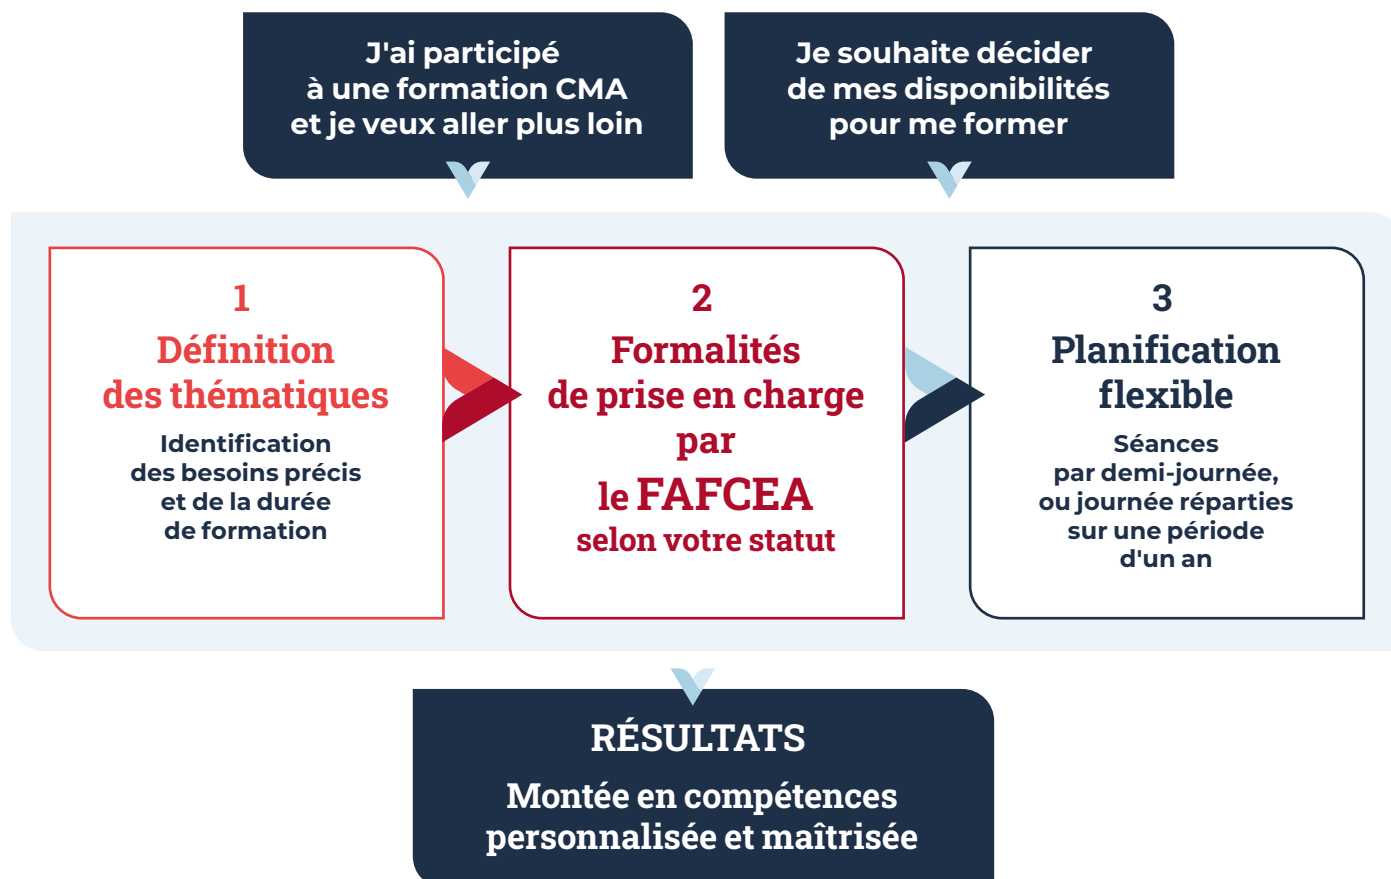 J'ai participé
à une formation CMA
et je veux aller plus loin
Je souhaite décider
de mes disponibilités
pour me former
1
Définition
des thématiques
Identification
des besoins précis
et de la durée
de formation
2
Formalités
de prise en charge
par
le FAFCEA
selon votre statut
3
Planification
flexible
Séances
par demi-journée,
ou journée réparties
sur une période
d'un an
RÉSULTATS
Montée en compétences
personnalisée et maîtrisée